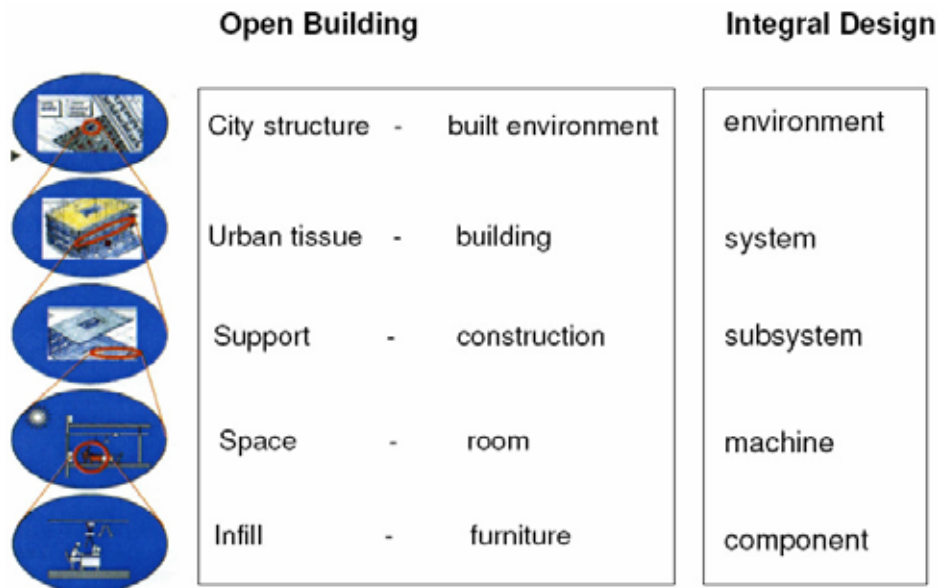 Open Building Integral Design
City structure - built environment environment
Urban tissue - building system
Support - construction subsystem
Space - room machine
Infill - furniture component